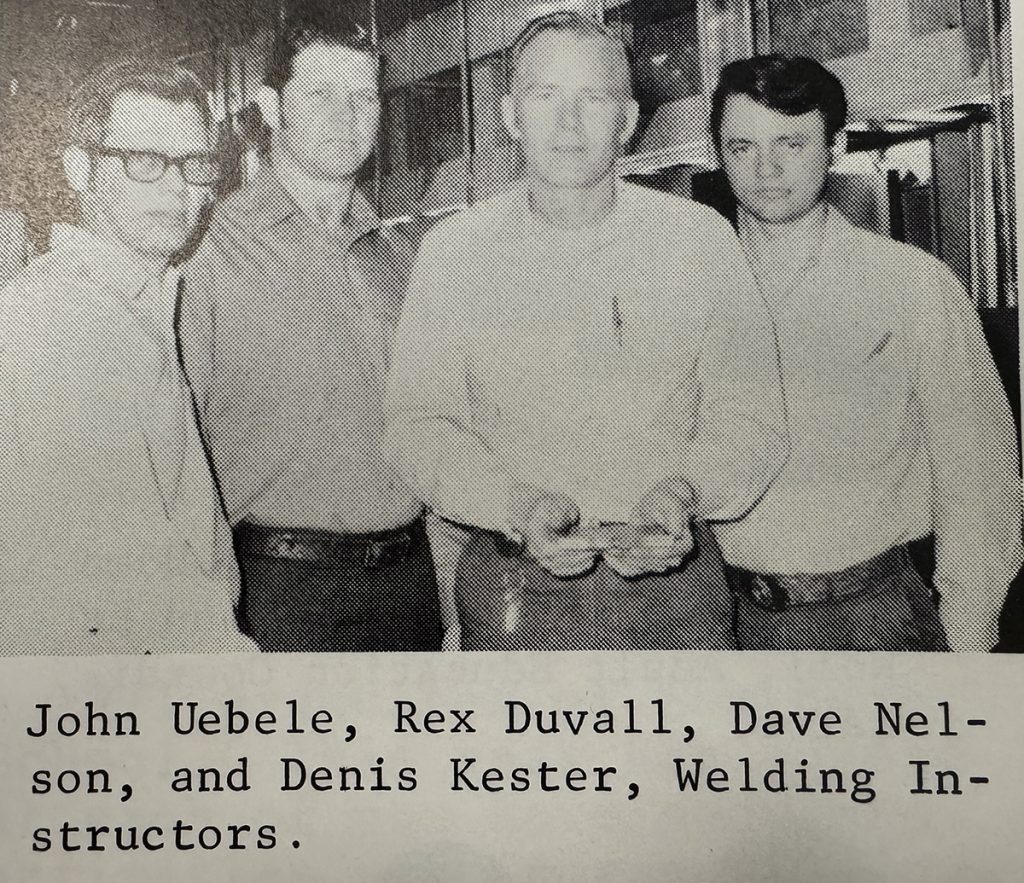 John Uebele, Rex Duvall, Dave Nel-
son, and Denis Kester, Welding In-
structors.